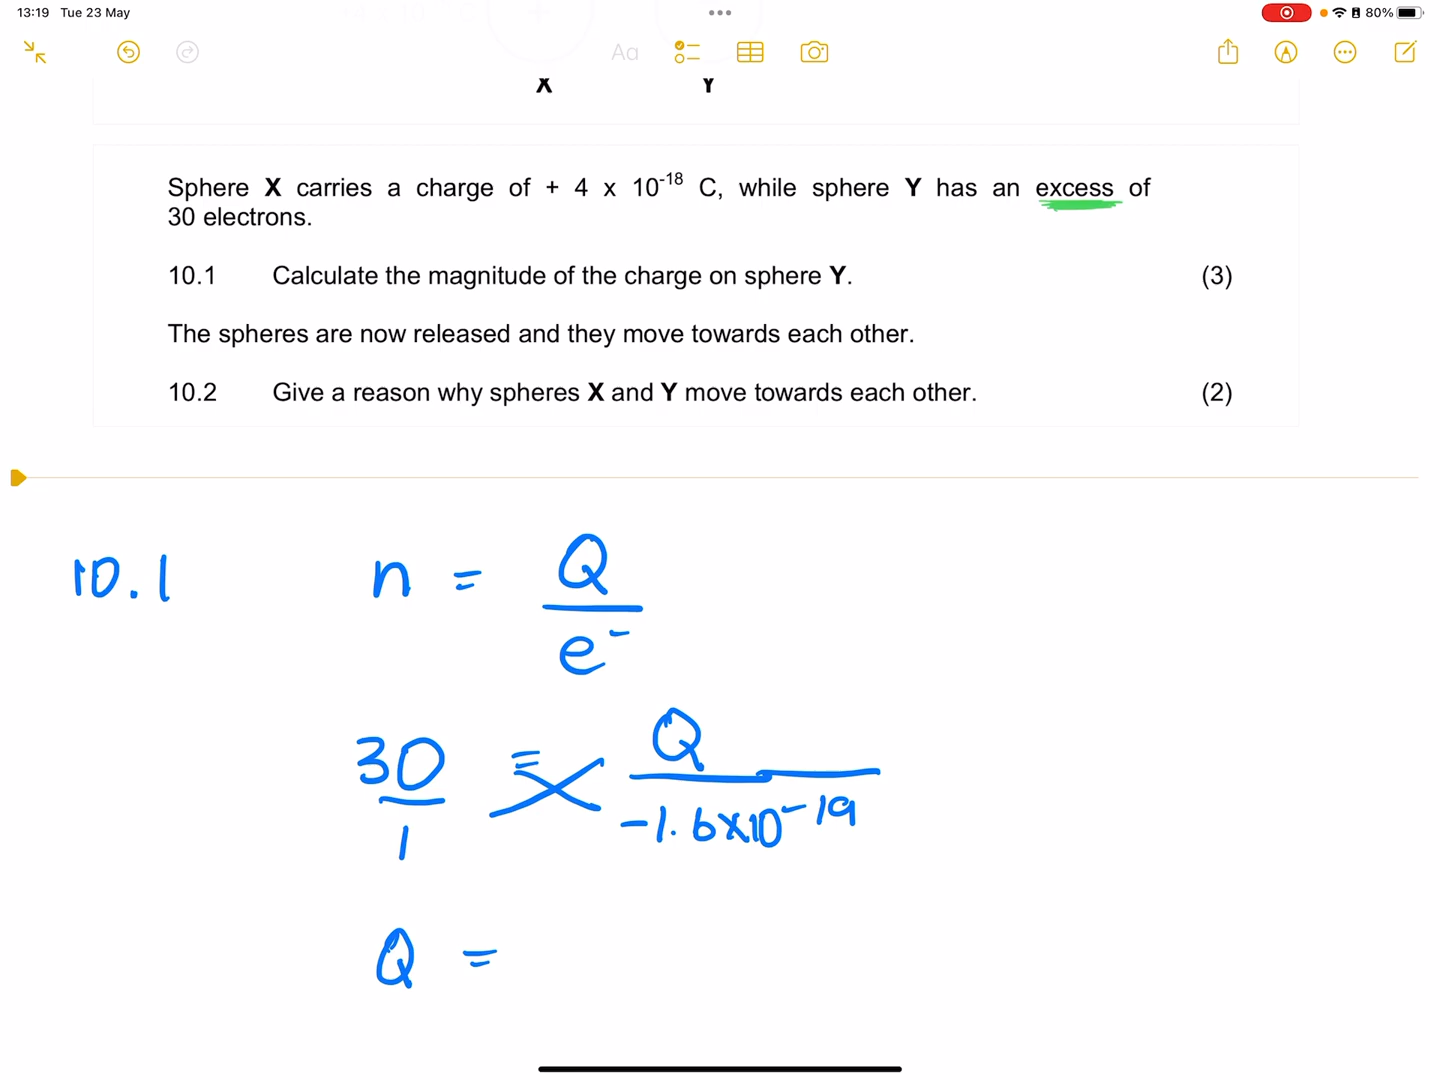 13:19 Tue 23 May
80%
Aa
X Y
Sphere X carries a charge of + 4 x 10⁻¹⁸ C, while sphere Y has an excess of
30 electrons.
10.1 Calculate the magnitude of the charge on sphere Y. (3)
The spheres are now released and they move towards each other.
10.2 Give a reason why spheres X and Y move towards each other. (2)
10.1 n = Q
e⁻
30 = Q
1 -1.6x10⁻¹⁹
Q =